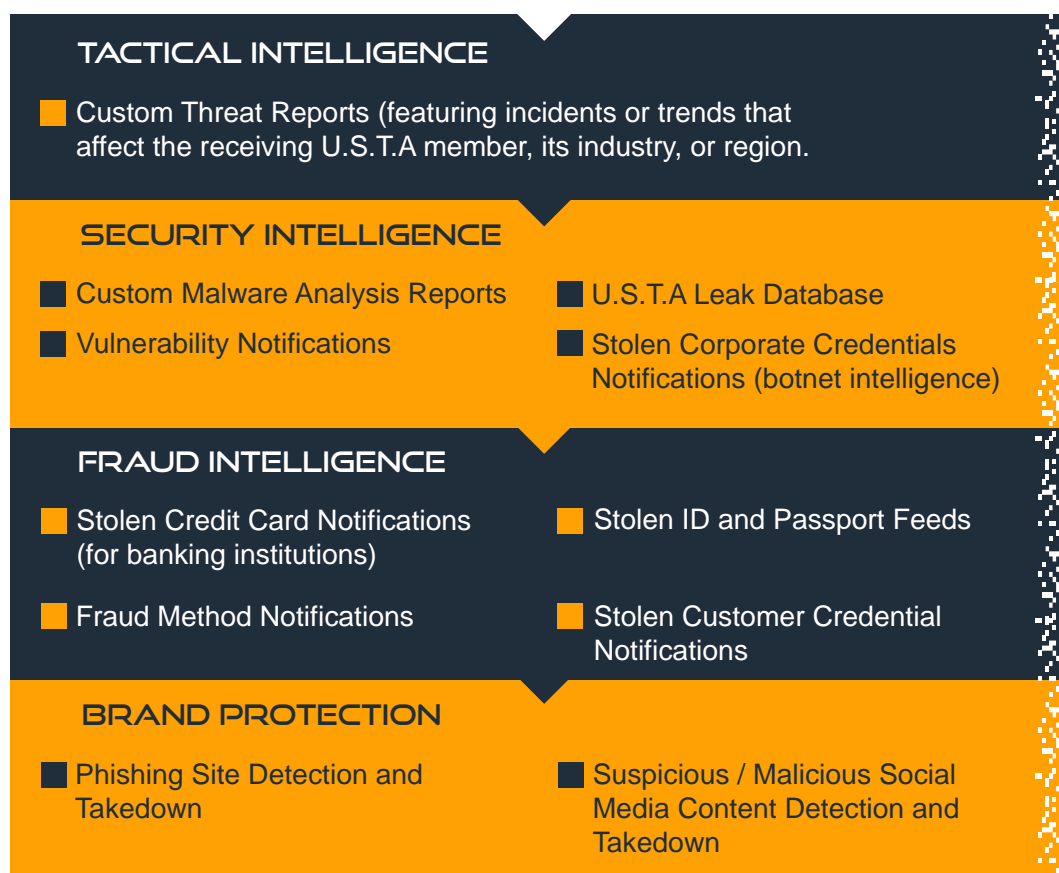 TACTICAL INTELLIGENCE
Custom Threat Reports (featuring incidents or trends that
affect the receiving U.S.T.A member, its industry, or region.
SECURITY INTELLIGENCE
Custom Malware Analysis Reports
Vulnerability Notifications
U.S.T.A Leak Database
Stolen Corporate Credentials
Notifications (botnet intelligence)
FRAUD INTELLIGENCE
Stolen Credit Card Notifications
(for banking institutions)
Fraud Method Notifications
Stolen ID and Passport Feeds
Stolen Customer Credential
Notifications
BRAND PROTECTION
Phishing Site Detection and
Takedown
Suspicious / Malicious Social
Media Content Detection and
Takedown